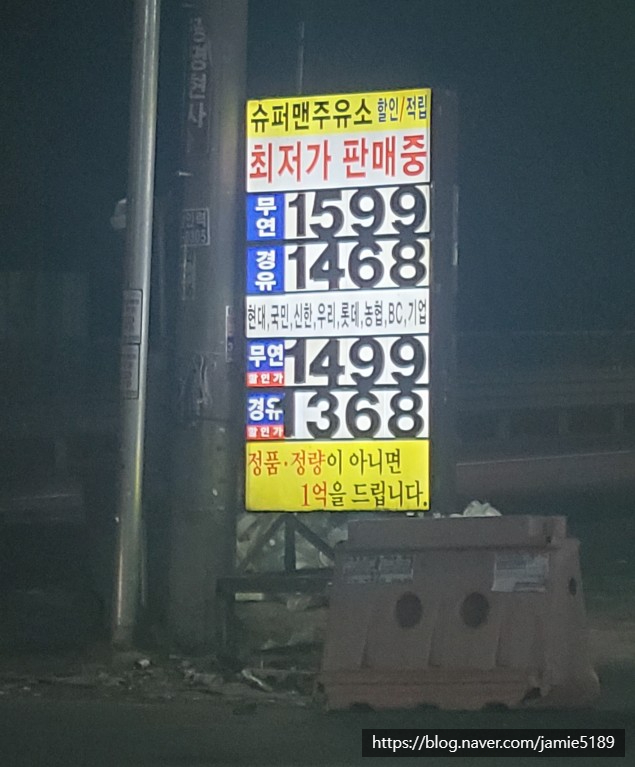 슈퍼맨주유소 할인/적립
최저가 판매중
무연 1599
경유 1468
현대,국민,신한,우리,롯데,농협,BC,기업
무연 할인가 1499
경유 할인가 1368
정품·정량이 아니면
1억을 드립니다.
https://blog.naver.com/jamie5189